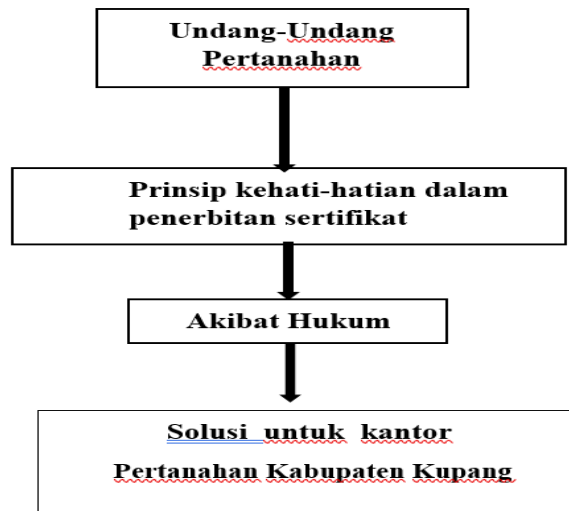 Undang-Undang
Pertanahan
Prinsip kehati-hatian dalam
penerbitan sertifikat
Akibat Hukum
Solusi untuk kantor
Pertanahan Kabupaten Kupang